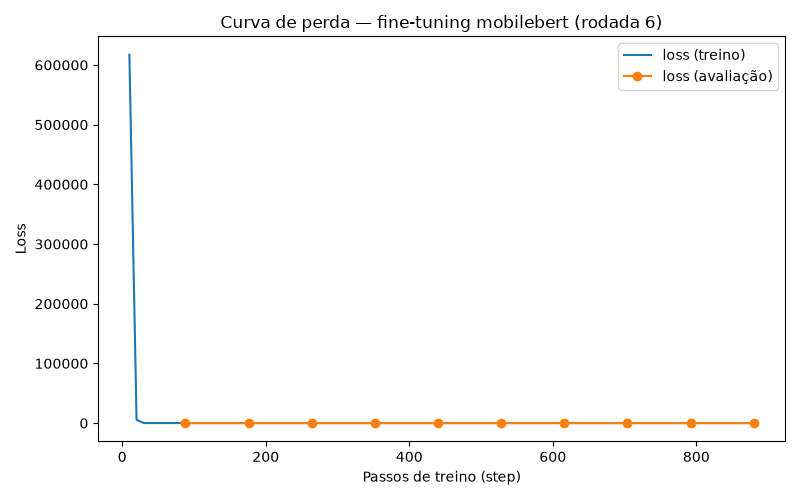 Curva de perda — fine-tuning mobilebert (rodada 6)
loss (treino)
loss (avaliação)
600000
500000
400000
300000
200000
100000
0
Loss
0 200 400 600 800
Passos de treino (step)